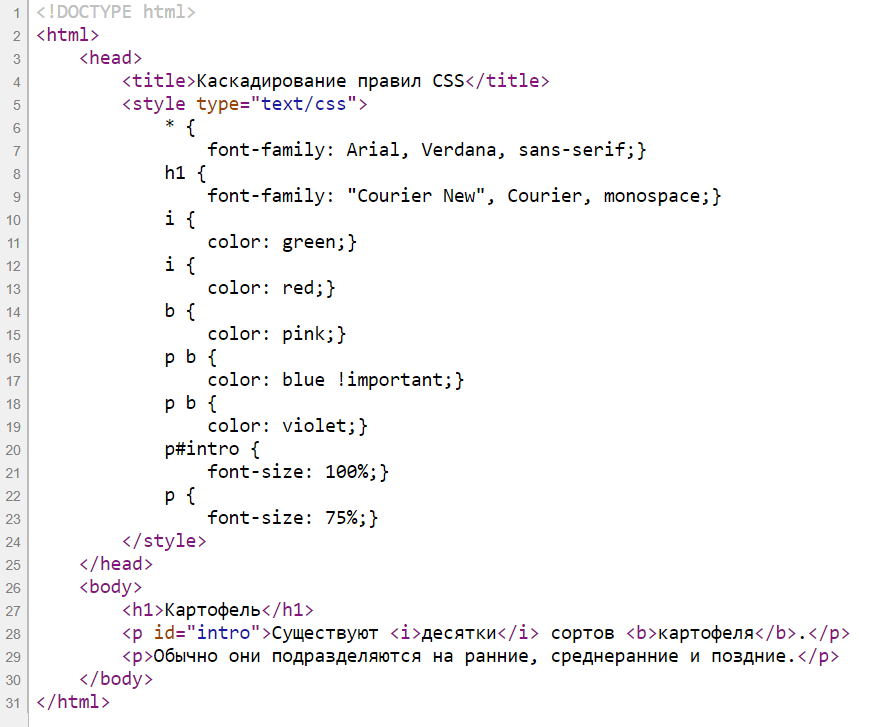 1 <!DOCTYPE html>
2 <html>
3 <head>
4 <title>Каскадирование правил CSS</title>
5 <style type="text/css">
6 * {
7 font-family: Arial, Verdana, sans-serif;}
8 h1 {
9 font-family: "Courier New", Courier, monospace;}
10 i {
11 color: green;}
12 i {
13 color: red;}
14 b {
15 color: pink;}
16 p b {
17 color: blue !important;}
18 p b {
19 color: violet;}
20 p#intro {
21 font-size: 100%;}
22 p {
23 font-size: 75%;}
24 </style>
25 </head>
26 <body>
27 <h1>Картофель</h1>
28 <p id="intro">Существуют <i>десятки</i> сортов <b>картофеля</b>.</p>
29 <p>Обычно они подразделяются на ранние, среднеранние и поздние.</p>
30 </body>
31 </html>